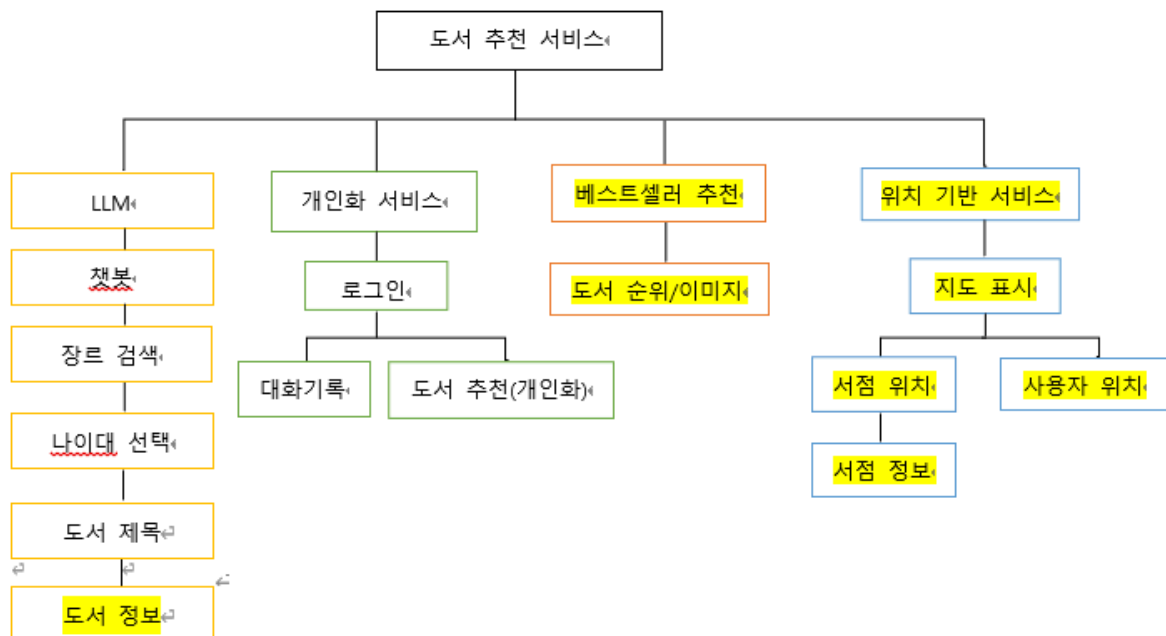 도서 추천 서비스
LLM
개인화 서비스
베스트셀러 추천
위치 기반 서비스
챗봇
로그인
도서 순위/이미지
지도 표시
장르 검색
대화기록
도서 추천(개인화)
서점 위치
사용자 위치
나이대 선택
서점 정보
도서 제목
도서 정보